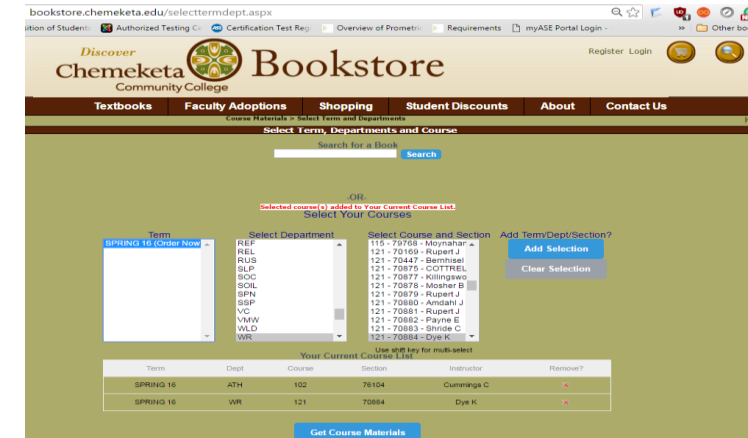 bookstore.chemeketa.edu/selecttermdept.aspx
ition of Students Authorized Testing Ce Certification Test Reg Overview of Prometric Requirements myASE Portal Login - » Other bo
Discover
Chemeketa
Community College
Bookstore
Register Login
Textbooks Faculty Adoptions Shopping Student Discounts About Contact Us
Course Materials > Select Term and Departments
Select Term, Departments and Course
Search for a Book
Search
-OR-
Selected course(s) added to Your Current Course List.
Select Your Courses
Term Select Department Select Course and Section Add Term/Dept/Section?
SPRING 16 (Order Now
REF
REL
RUS
SLP
SOC
SOIL
SPN
SSP
VC
VMW
WLD
WR
115 - 79768 - Moynahan
121 - 70169 - Rupert J
121 - 70447 - Bernhisel
121 - 70875 - COTTREL
121 - 70877 - Killingswo
121 - 70878 - Mosher B
121 - 70879 - Rupert J
121 - 70880 - Amdahl J
121 - 70881 - Rupert J
121 - 70882 - Payne E
121 - 70883 - Shride C
121 - 70884 - Dye K
Add Selection
Clear Selection
Use shift key for multi-select
Your Current Course List
Term Dept Course Section Instructor Remove?
SPRING 16 ATH 102 76104 Cummings C
SPRING 16 WR 121 70884 Dye K
Get Course Materials